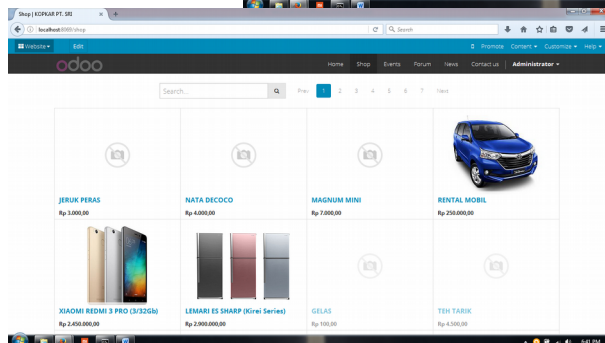 Shop | KOPKAR PT. SRI
localhost:8069/shop
Search
Website
Edit
Promote Content Customize Help
odoo
Home Shop Events Forum News Contact us Administrator
Search...
Prev 1 2 3 4 5 6 7 Next
JERUK PERAS NATA DECOCO MAGNUM MINI RENTAL MOBIL
Rp 3.000,00 Rp 4.000,00 Rp 7.000,00 Rp 250.000,00
XIAOMI REDMI 3 PRO (3/32Gb) LEMARI ES SHARP (Kirei Series) GELAS TEH TARIK
Rp 2.450.000,00 Rp 2.900.000,00 Rp 100,00 Rp 4.500,00
5:41 PM